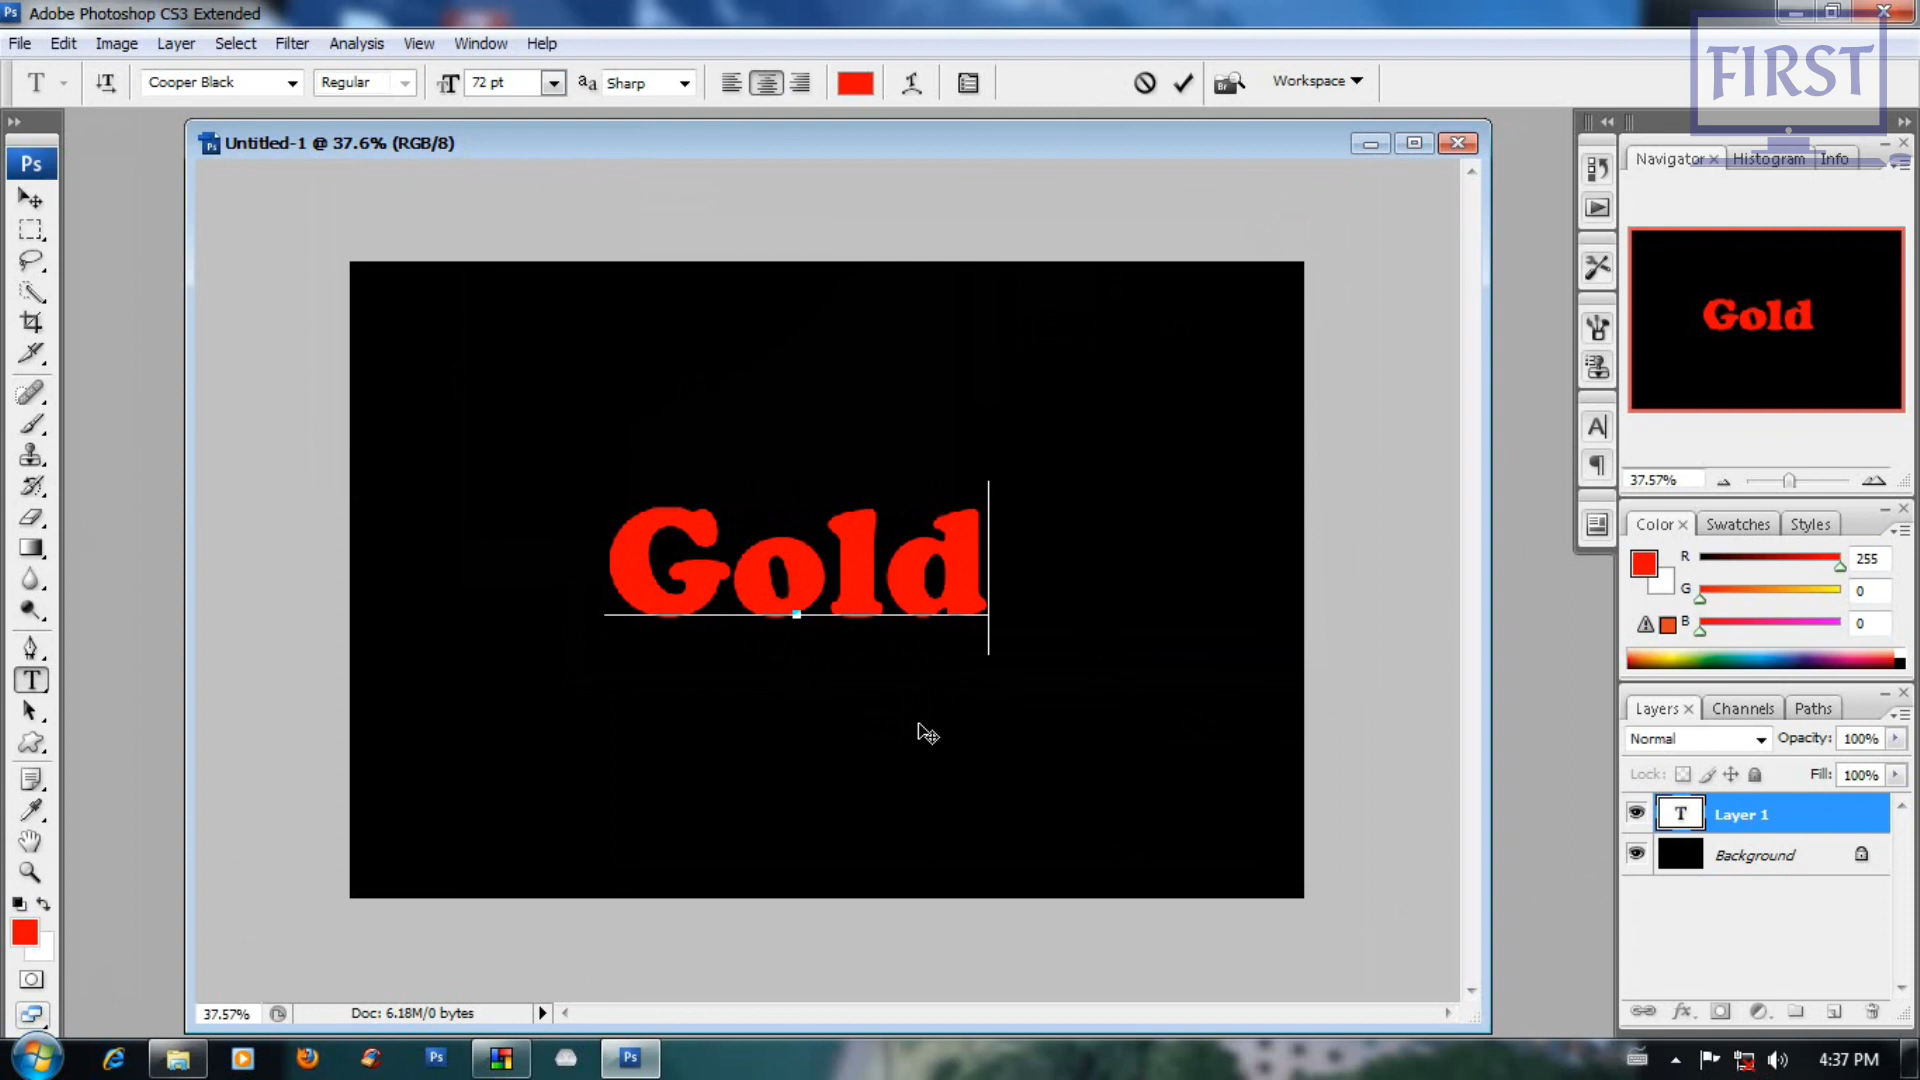 Adobe Photoshop CS3 Extended
File Edit Image Layer Select Filter Analysis View Window Help
FIRST
T Cooper Black Regular 72 pt Sharp Workspace
Untitled-1 @ 37.6% (RGB/8)
Ps
Navigator Histogram Info
Gold
Gold
37.57%
Color Swatches Styles
R 255
G 0
B 0
Layers Channels Paths
Normal Opacity: 100%
Lock: Fill: 100%
T Layer 1
Background
37.57% Doc: 6.18M/0 bytes
4:37 PM